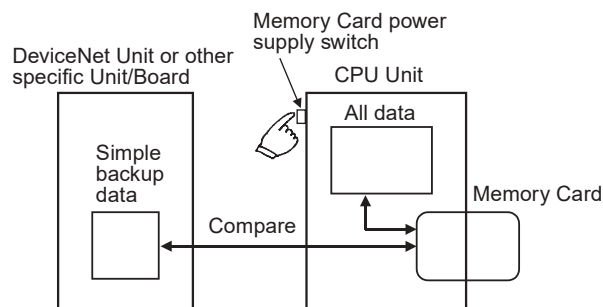 Memory Card power
supply switch
DeviceNet Unit or other
specific Unit/Board
CPU Unit
All data
Simple
backup
data
Memory Card
Compare